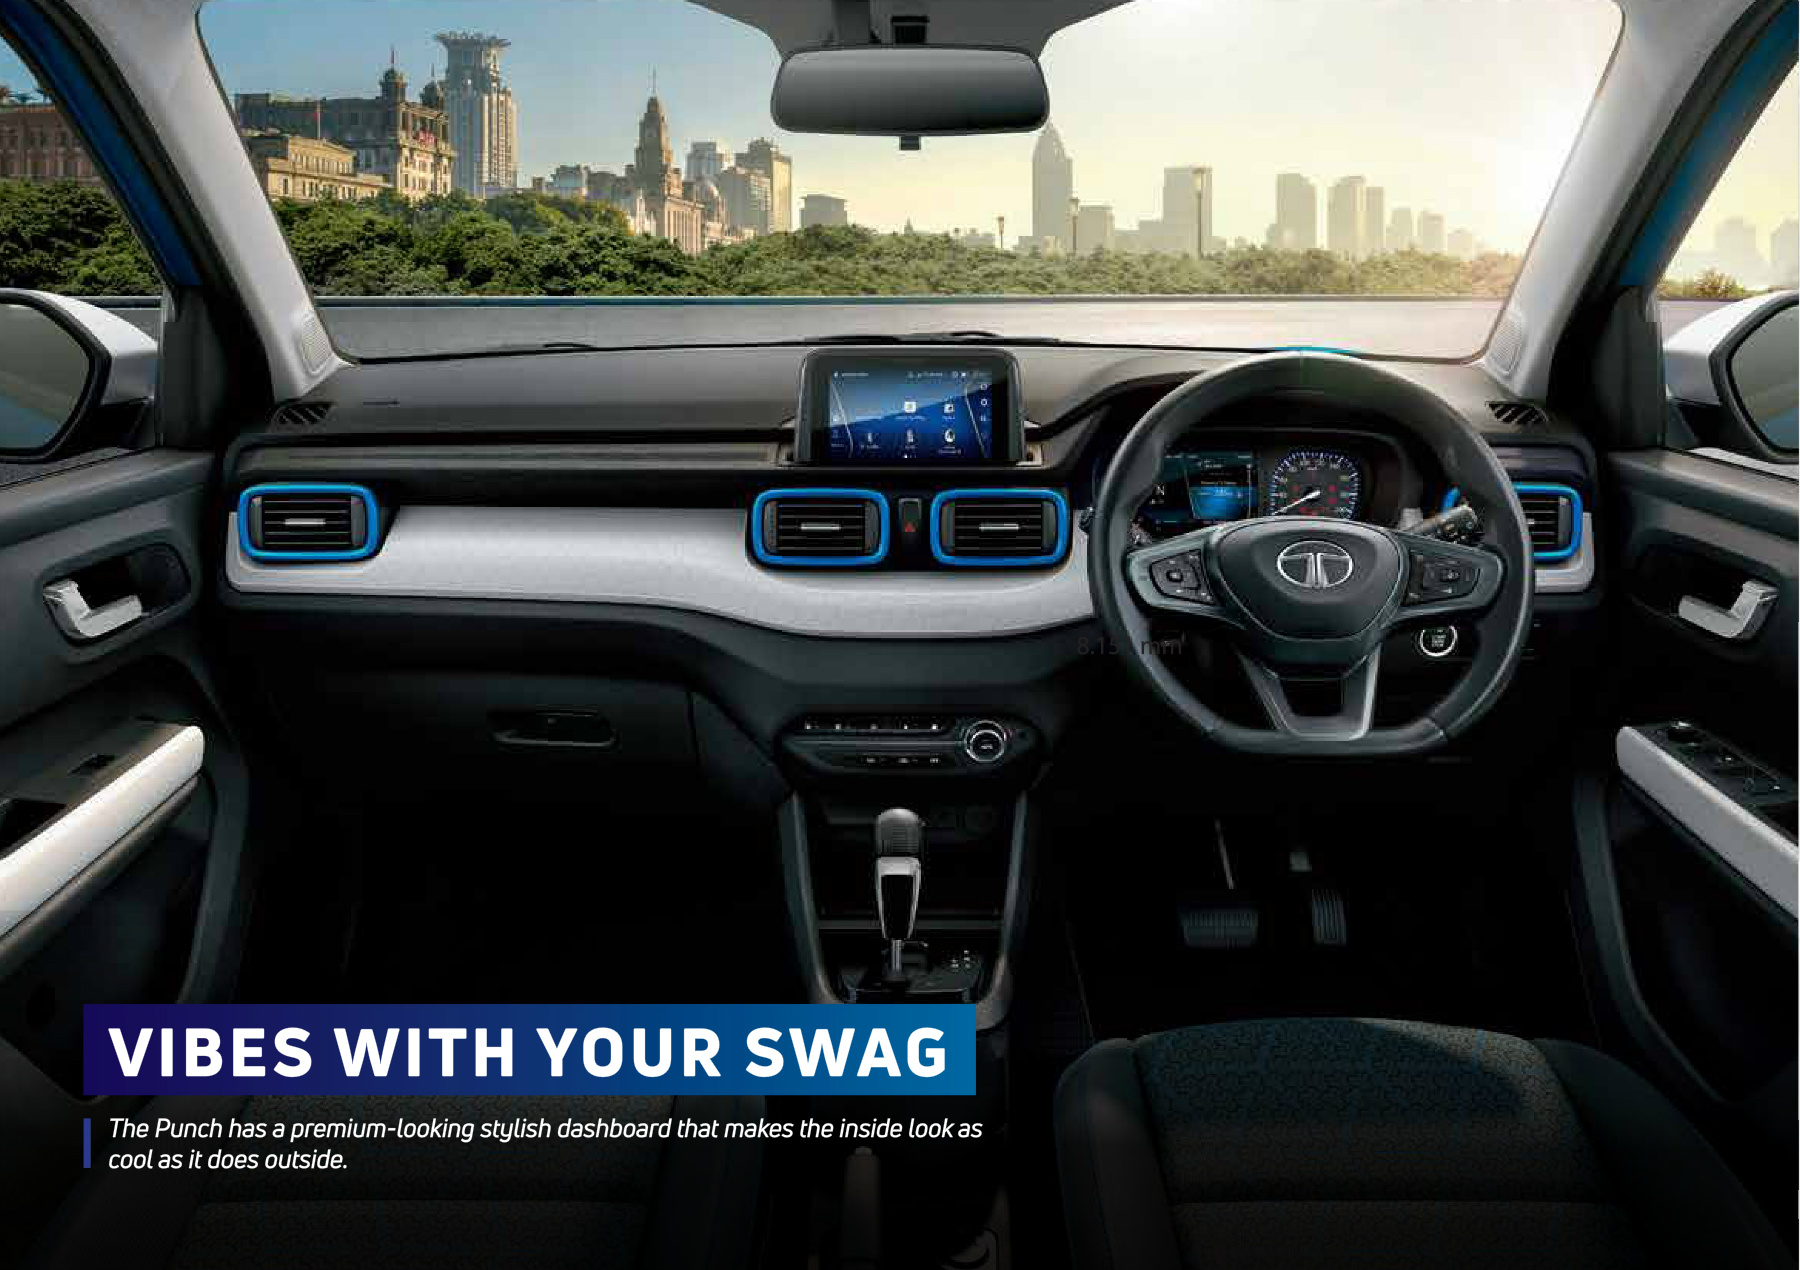 VIBES WITH YOUR SWAG
The Punch has a premium-looking stylish dashboard that makes the inside look as
cool as it does outside.